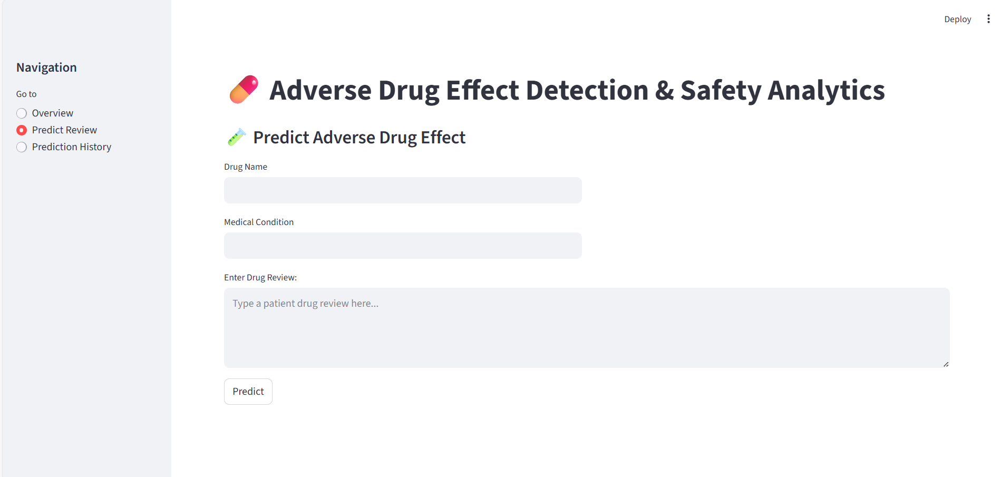 Deploy
Navigation
Go to
Overview
Predict Review
Prediction History
Adverse Drug Effect Detection & Safety Analytics
Predict Adverse Drug Effect
Drug Name
Medical Condition
Enter Drug Review:
Type a patient drug review here...
Predict